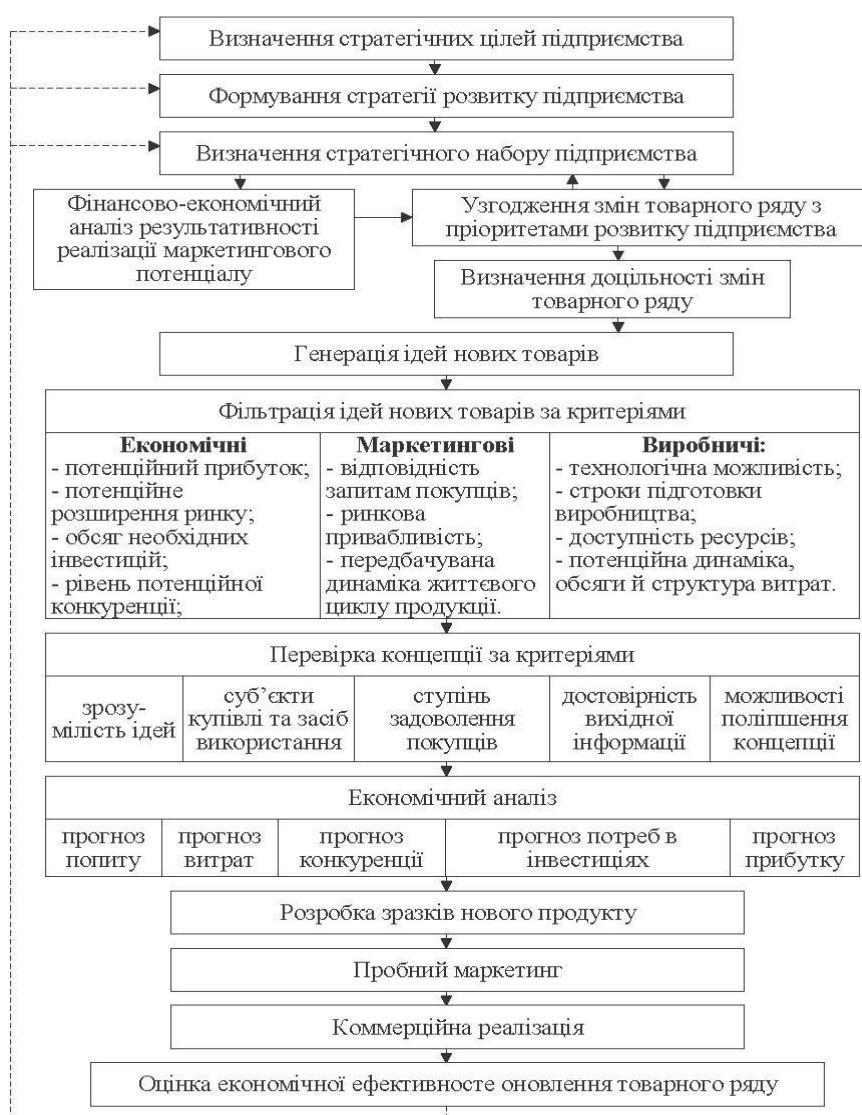 Визначення стратегічних цілей підприємства
Формування стратегії розвитку підприємства
Визначення стратегічного набору підприємства
Фінансово-економічний
аналіз результативності
реалізації маркетингового
потенціалу
Узгодження змін товарного ряду з
пріоритетами розвитку підприємства
Визначення доцільності змін
товарного ряду
Генерація ідей нових товарів
Фільтрація ідей нових товарів за критеріями
Економічні
- потенційний прибуток;
- потенційне
розширення ринку;
- обсяг необхідних
інвестицій;
- рівень потенційної
конкуренції;
Маркетингові
- відповідність
запитам покупців;
- ринкова
привабливість;
- передбачувана
динаміка життєвого
циклу продукції.
Виробничі:
- технологічна можливість;
- строки підготовки
виробництва;
- доступність ресурсів;
- потенційна динаміка,
обсяги й структура витрат.
Перевірка концепції за критеріями
зрозу-
мілість ідей
суб’єкти
купівлі та засіб
використання
ступінь
задоволення
покупців
достовірність
вихідної
інформації
можливості
поліпшення
концепції
Економічний аналіз
прогноз
попиту
прогноз
витрат
прогноз
конкуренції
прогноз потреб в
інвестиціях
прогноз
прибутку
Розробка зразків нового продукту
Пробний маркетинг
Коммерційна реалізація
Оцінка економічної ефективносте оновлення товарного ряду